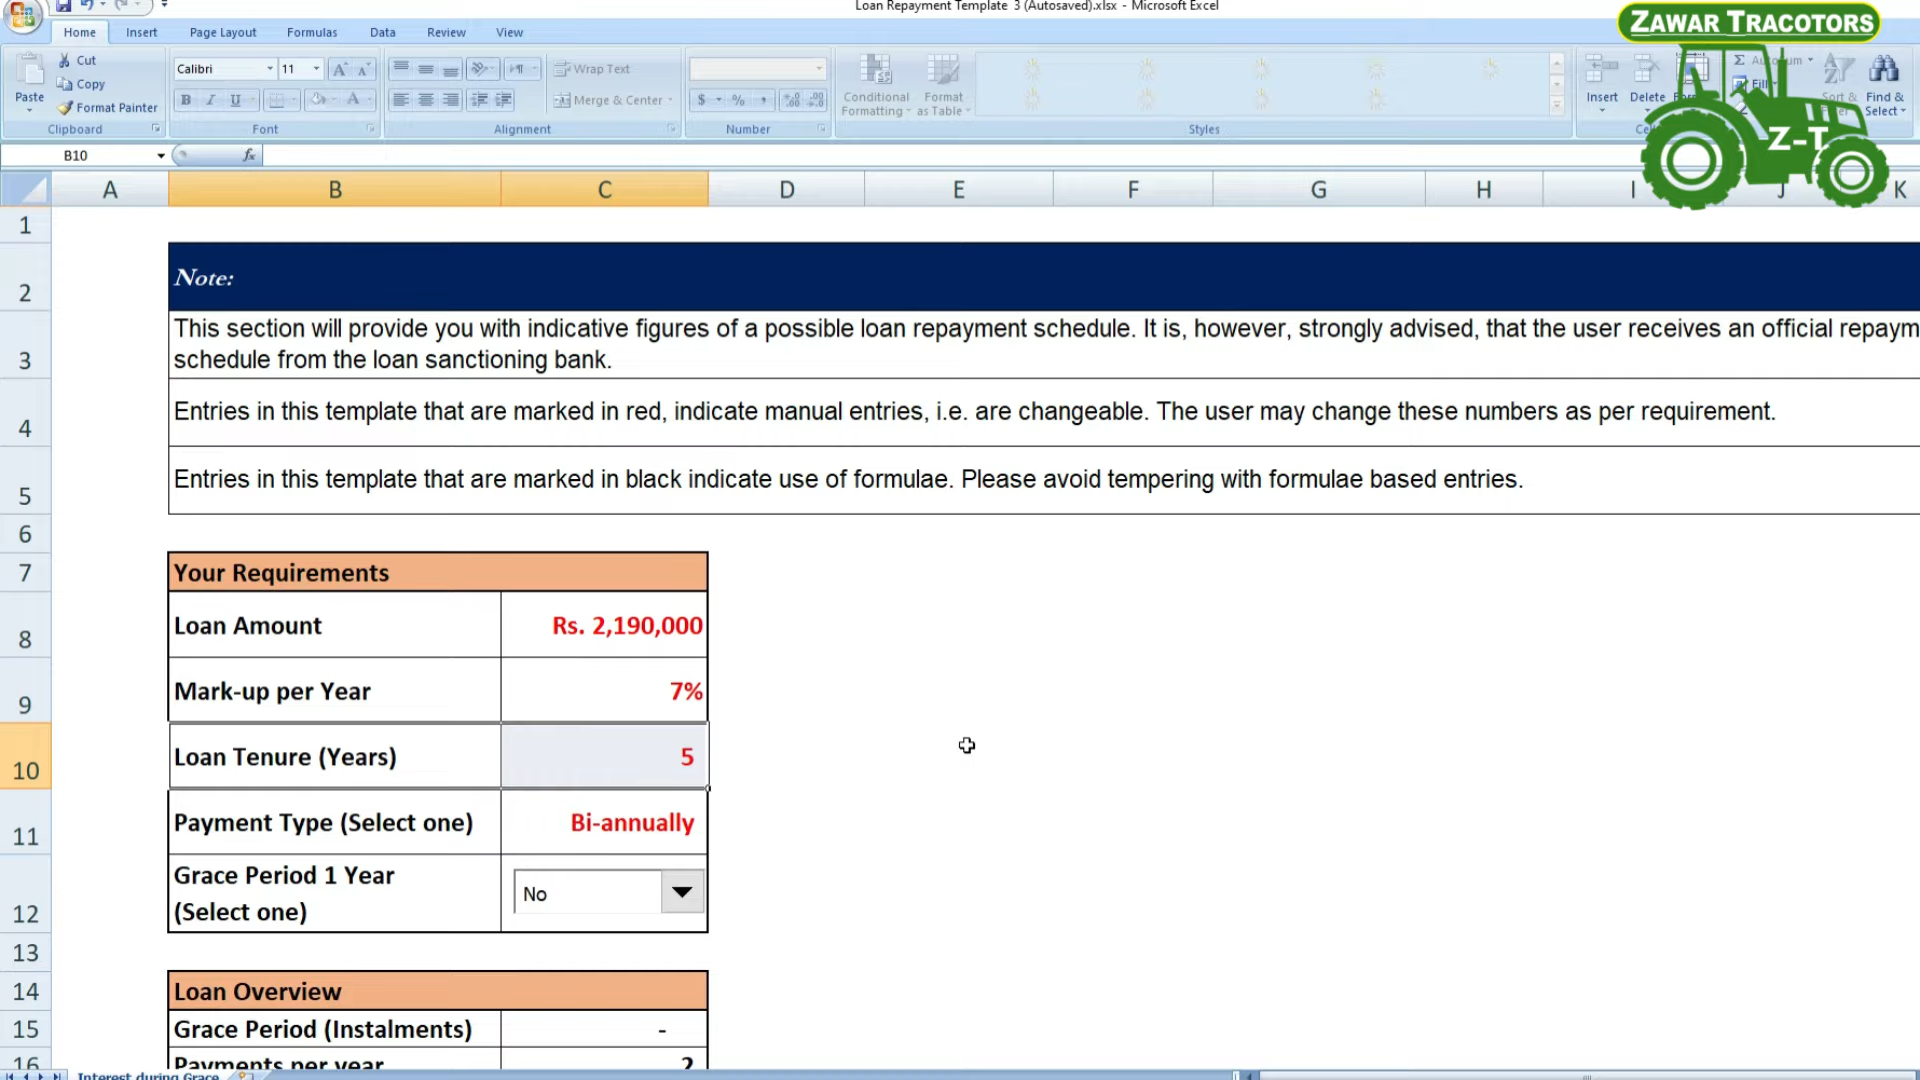 Loan Repayment Template 3 (Autosaved).xlsx - Microsoft Excel
ZAWAR TRACOTORS
Z-T
Home Insert Page Layout Formulas Data Review View
Paste
Cut
Copy
Format Painter
Clipboard
Calibri 11
B I U
Font
Wrap Text
Merge & Center
Alignment
$ % ,
Number
Conditional Formatting
Format as Table
Styles
Insert Delete
Find & Select
B10 fx
A B C D E F G H I J K
1
2 Note:
3 This section will provide you with indicative figures of a possible loan repayment schedule. It is, however, strongly advised, that the user receives an official repaym
schedule from the loan sanctioning bank.
4 Entries in this template that are marked in red, indicate manual entries, i.e. are changeable. The user may change these numbers as per requirement.
5 Entries in this template that are marked in black indicate use of formulae. Please avoid tempering with formulae based entries.
6
7 Your Requirements
8 Loan Amount Rs. 2,190,000
9 Mark-up per Year 7%
10 Loan Tenure (Years) 5
11 Payment Type (Select one) Bi-annually
12 Grace Period 1 Year
(Select one) No
13
14 Loan Overview
15 Grace Period (Instalments) -
16 Payments per year 2
Interest during Grace